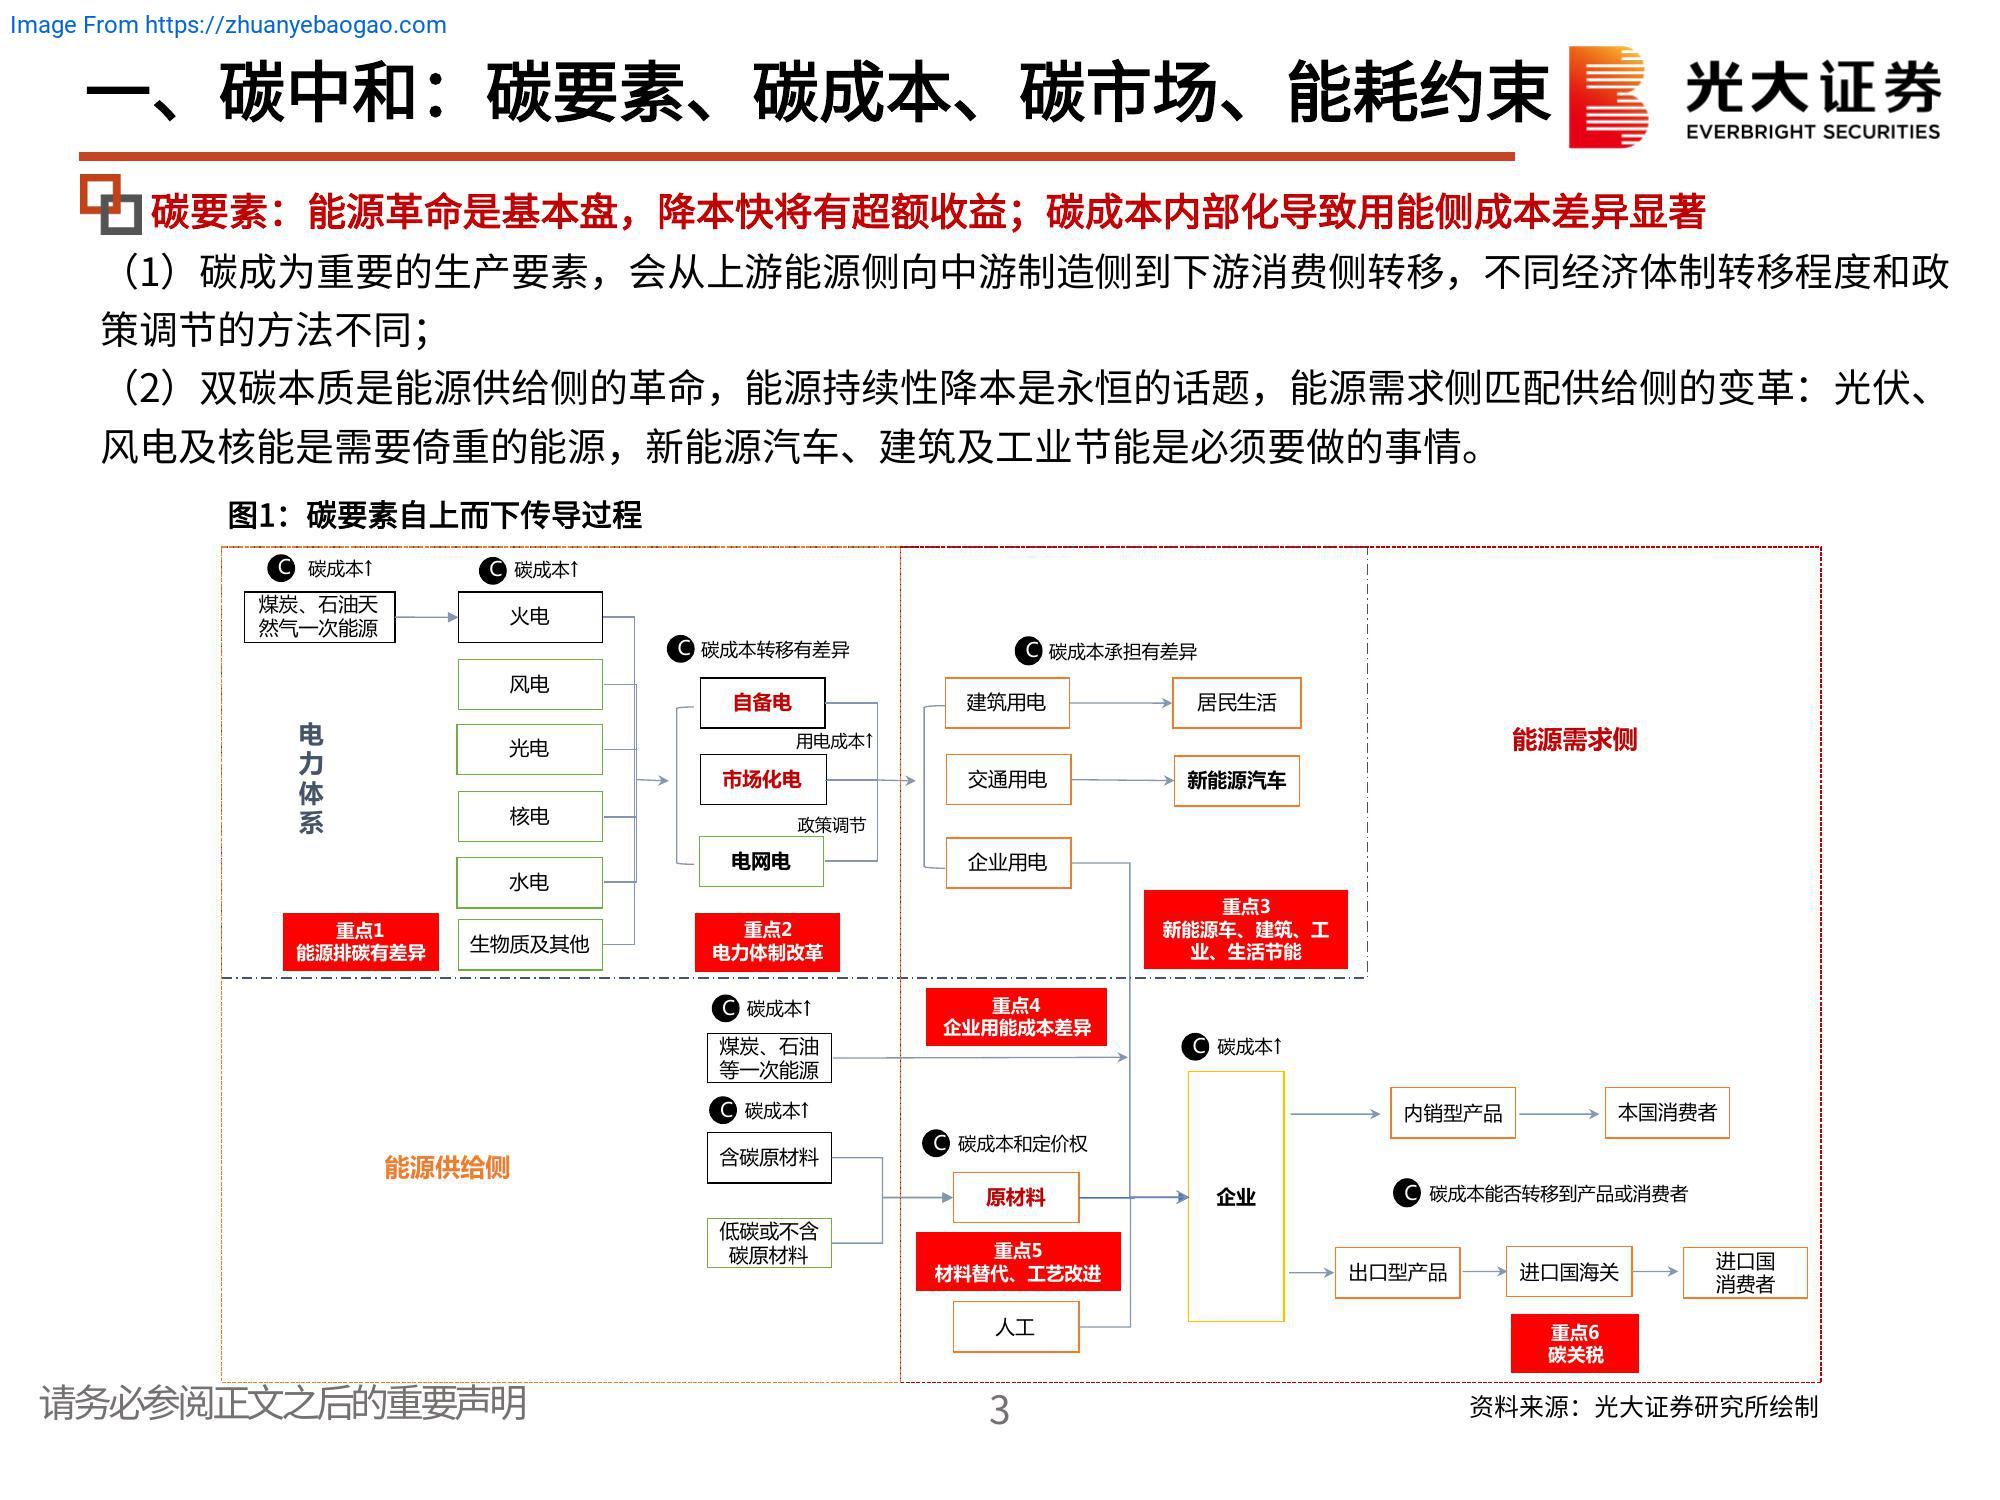 Image From https://zhuanyebaogao.com
一、碳中和：碳要素、碳成本、碳市场、能耗约束
光大证券
EVERBRIGHT SECURITIES
碳要素：能源革命是基本盘，降本快将有超额收益；碳成本内部化导致用能侧成本差异显著
（1）碳成为重要的生产要素，会从上游能源侧向中游制造侧到下游消费侧转移，不同经济体制转移程度和政
策调节的方法不同；
（2）双碳本质是能源供给侧的革命，能源持续性降本是永恒的话题，能源需求侧匹配供给侧的变革：光伏、
风电及核能是需要倚重的能源，新能源汽车、建筑及工业节能是必须要做的事情。
图1：碳要素自上而下传导过程
C 碳成本↑
C 碳成本↑
煤炭、石油天
然气一次能源
火电
风电
光电
核电
水电
生物质及其他
电
力
体
系
重点1
能源排碳有差异
C 碳成本转移有差异
自备电
用电成本↑
市场化电
政策调节
电网电
重点2
电力体制改革
C 碳成本承担有差异
建筑用电
居民生活
交通用电
新能源汽车
企业用电
重点3
新能源车、建筑、工
业、生活节能
能源需求侧
能源供给侧
C 碳成本↑
煤炭、石油
等一次能源
C 碳成本↑
含碳原材料
低碳或不含
碳原材料
重点4
企业用能成本差异
C 碳成本和定价权
原材料
重点5
材料替代、工艺改进
人工
C 碳成本↑
企业
内销型产品
本国消费者
C 碳成本能否转移到产品或消费者
出口型产品
进口国海关
进口国
消费者
重点6
碳关税
请务必参阅正文之后的重要声明
3
资料来源：光大证券研究所绘制